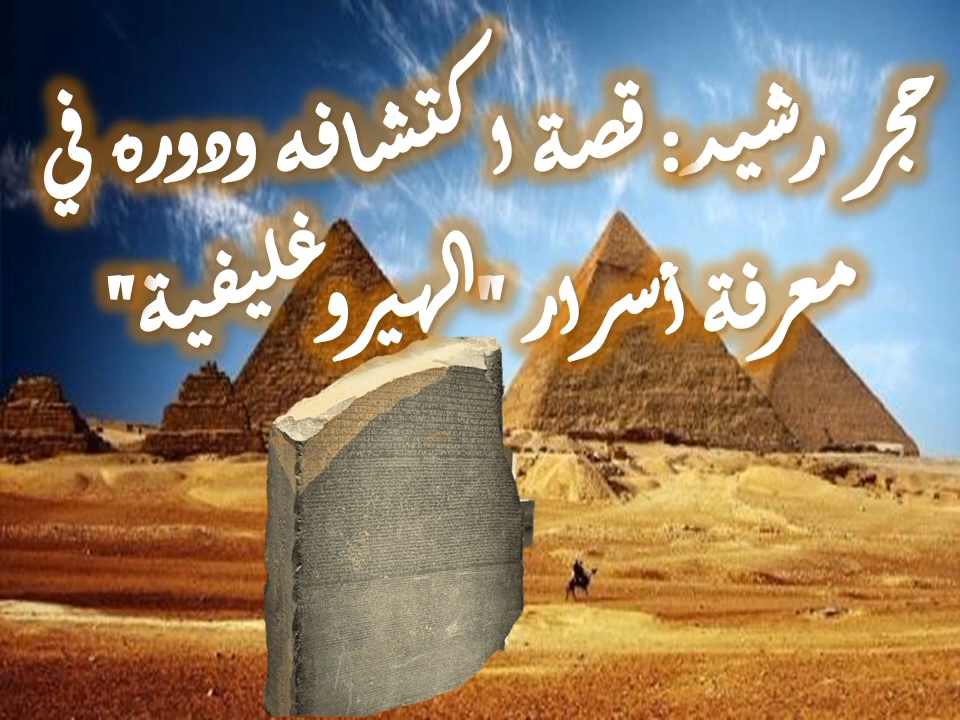 حجر رشيد: قصة اكتشافه ودوره في
معرفة أسرار "الهيروغليفية"